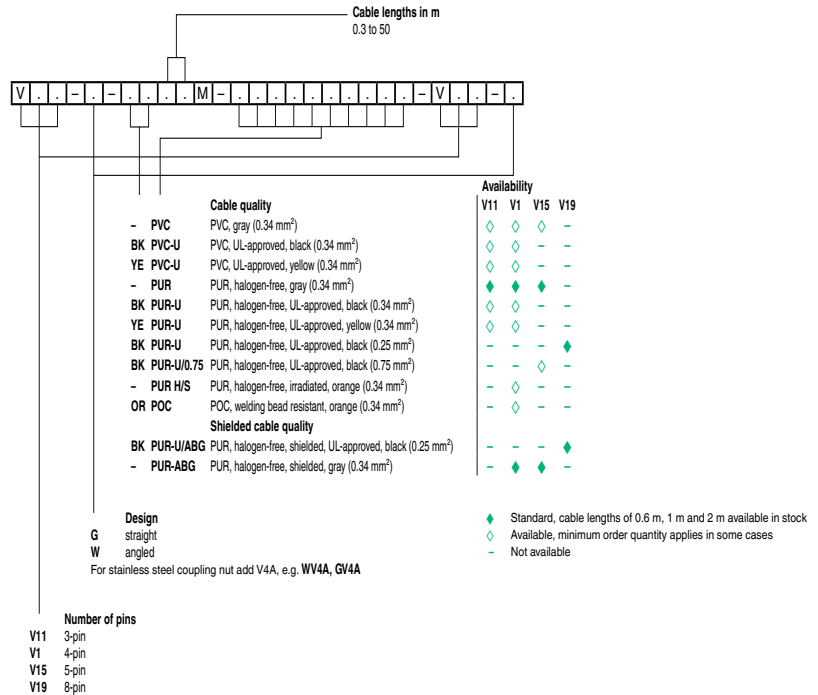 Cable lengths in m
0.3 to 50
V . . – . – . . . . M – . . . . . . . . . . – V . . – .
Availability
Cable quality V11 V1 V15 V19
– PVC PVC, gray (0.34 mm²) ◊ ◊ ◊ –
BK PVC-U PVC, UL-approved, black (0.34 mm²) ◊ ◊ – –
YE PVC-U PVC, UL-approved, yellow (0.34 mm²) ◊ ◊ – –
– PUR PUR, halogen-free, gray (0.34 mm²) ♦ ♦ ♦ –
BK PUR-U PUR, halogen-free, UL-approved, black (0.34 mm²) ◊ ◊ – –
YE PUR-U PUR, halogen-free, UL-approved, yellow (0.34 mm²) ◊ ◊ – –
BK PUR-U PUR, halogen-free, UL-approved, black (0.25 mm²) – – – ♦
BK PUR-U/0.75 PUR, halogen-free, UL-approved, black (0.75 mm²) – – ◊ –
– PUR H/S PUR, halogen-free, irradiated, orange (0.34 mm²) – ◊ – –
OR POC POC, welding bead resistant, orange (0.34 mm²) – ◊ – –
Shielded cable quality
BK PUR-U/ABG PUR, halogen-free, shielded, UL-approved, black (0.25 mm²) – – – ♦
– PUR-ABG PUR, halogen-free, shielded, gray (0.34 mm²) – ♦ ♦ –
Design
G straight
W angled
For stainless steel coupling nut add V4A, e.g. WV4A, GV4A
♦ Standard, cable lengths of 0.6 m, 1 m and 2 m available in stock
◊ Available, minimum order quantity applies in some cases
– Not available
Number of pins
V11 3-pin
V1 4-pin
V15 5-pin
V19 8-pin